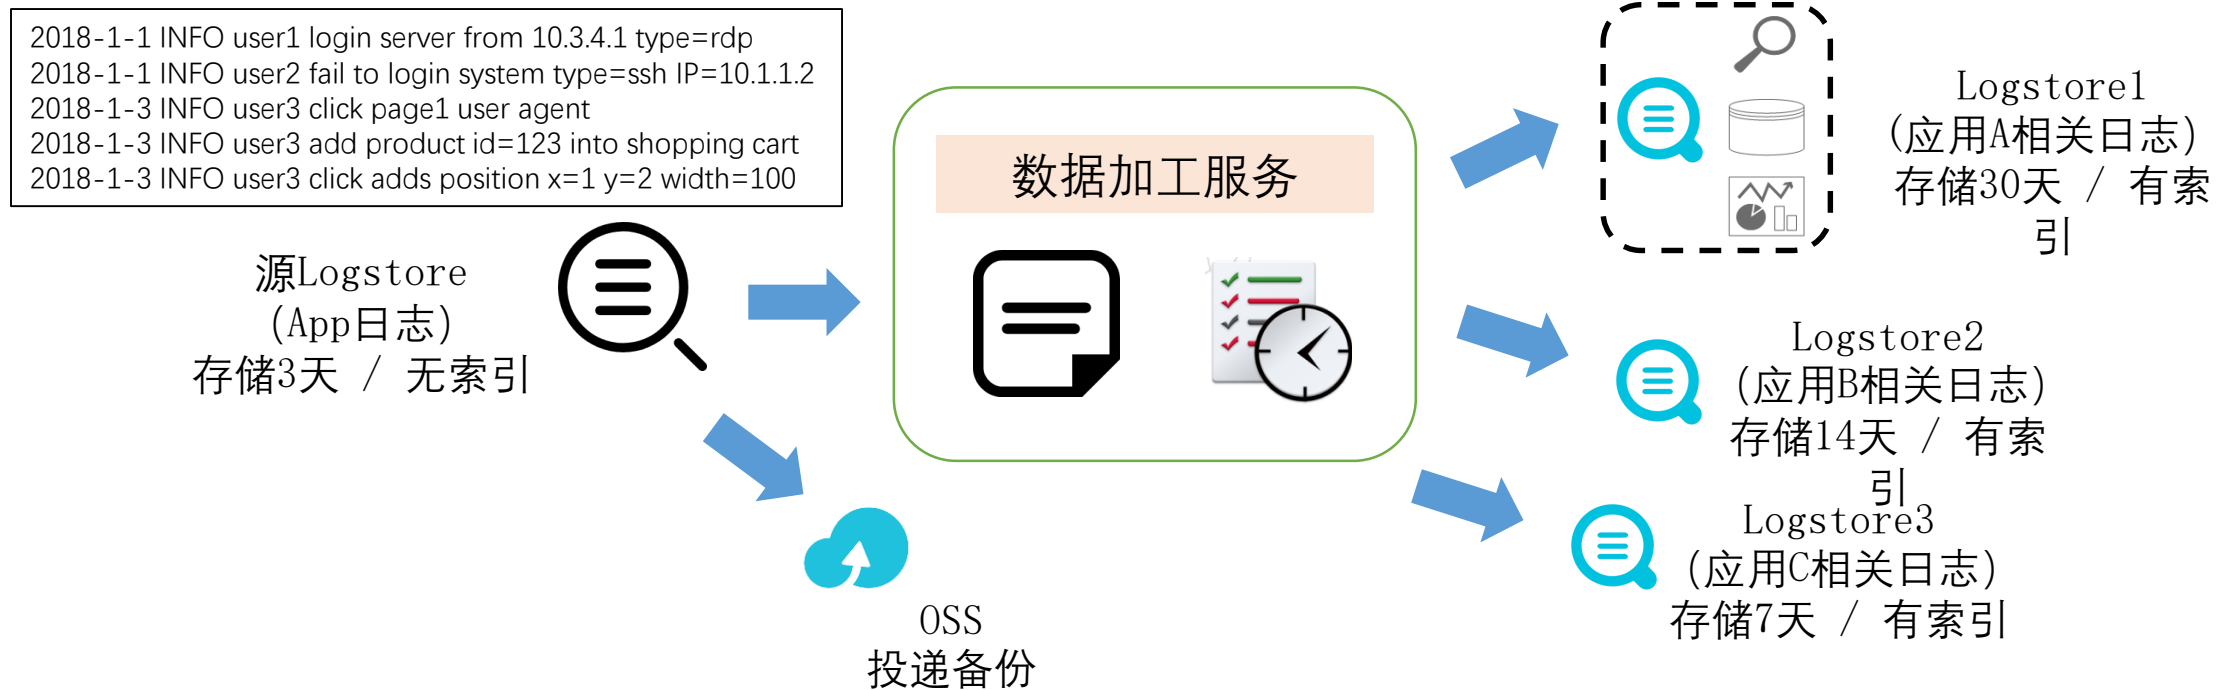 2018-1-1 INFO user1 login server from 10.3.4.1 type=rdp
2018-1-1 INFO user2 fail to login system type=ssh IP=10.1.1.2
2018-1-3 INFO user3 click page1 user agent
2018-1-3 INFO user3 add product id=123 into shopping cart
2018-1-3 INFO user3 click adds position x=1 y=2 width=100
源Logstore
(App日志)
存储3天 / 无索引
数据加工服务
OSS
投递备份
Logstore1
(应用A相关日志)
存储30天 / 有索
引
Logstore2
(应用B相关日志)
存储14天 / 有索
引
Logstore3
(应用C相关日志)
存储7天 / 有索引